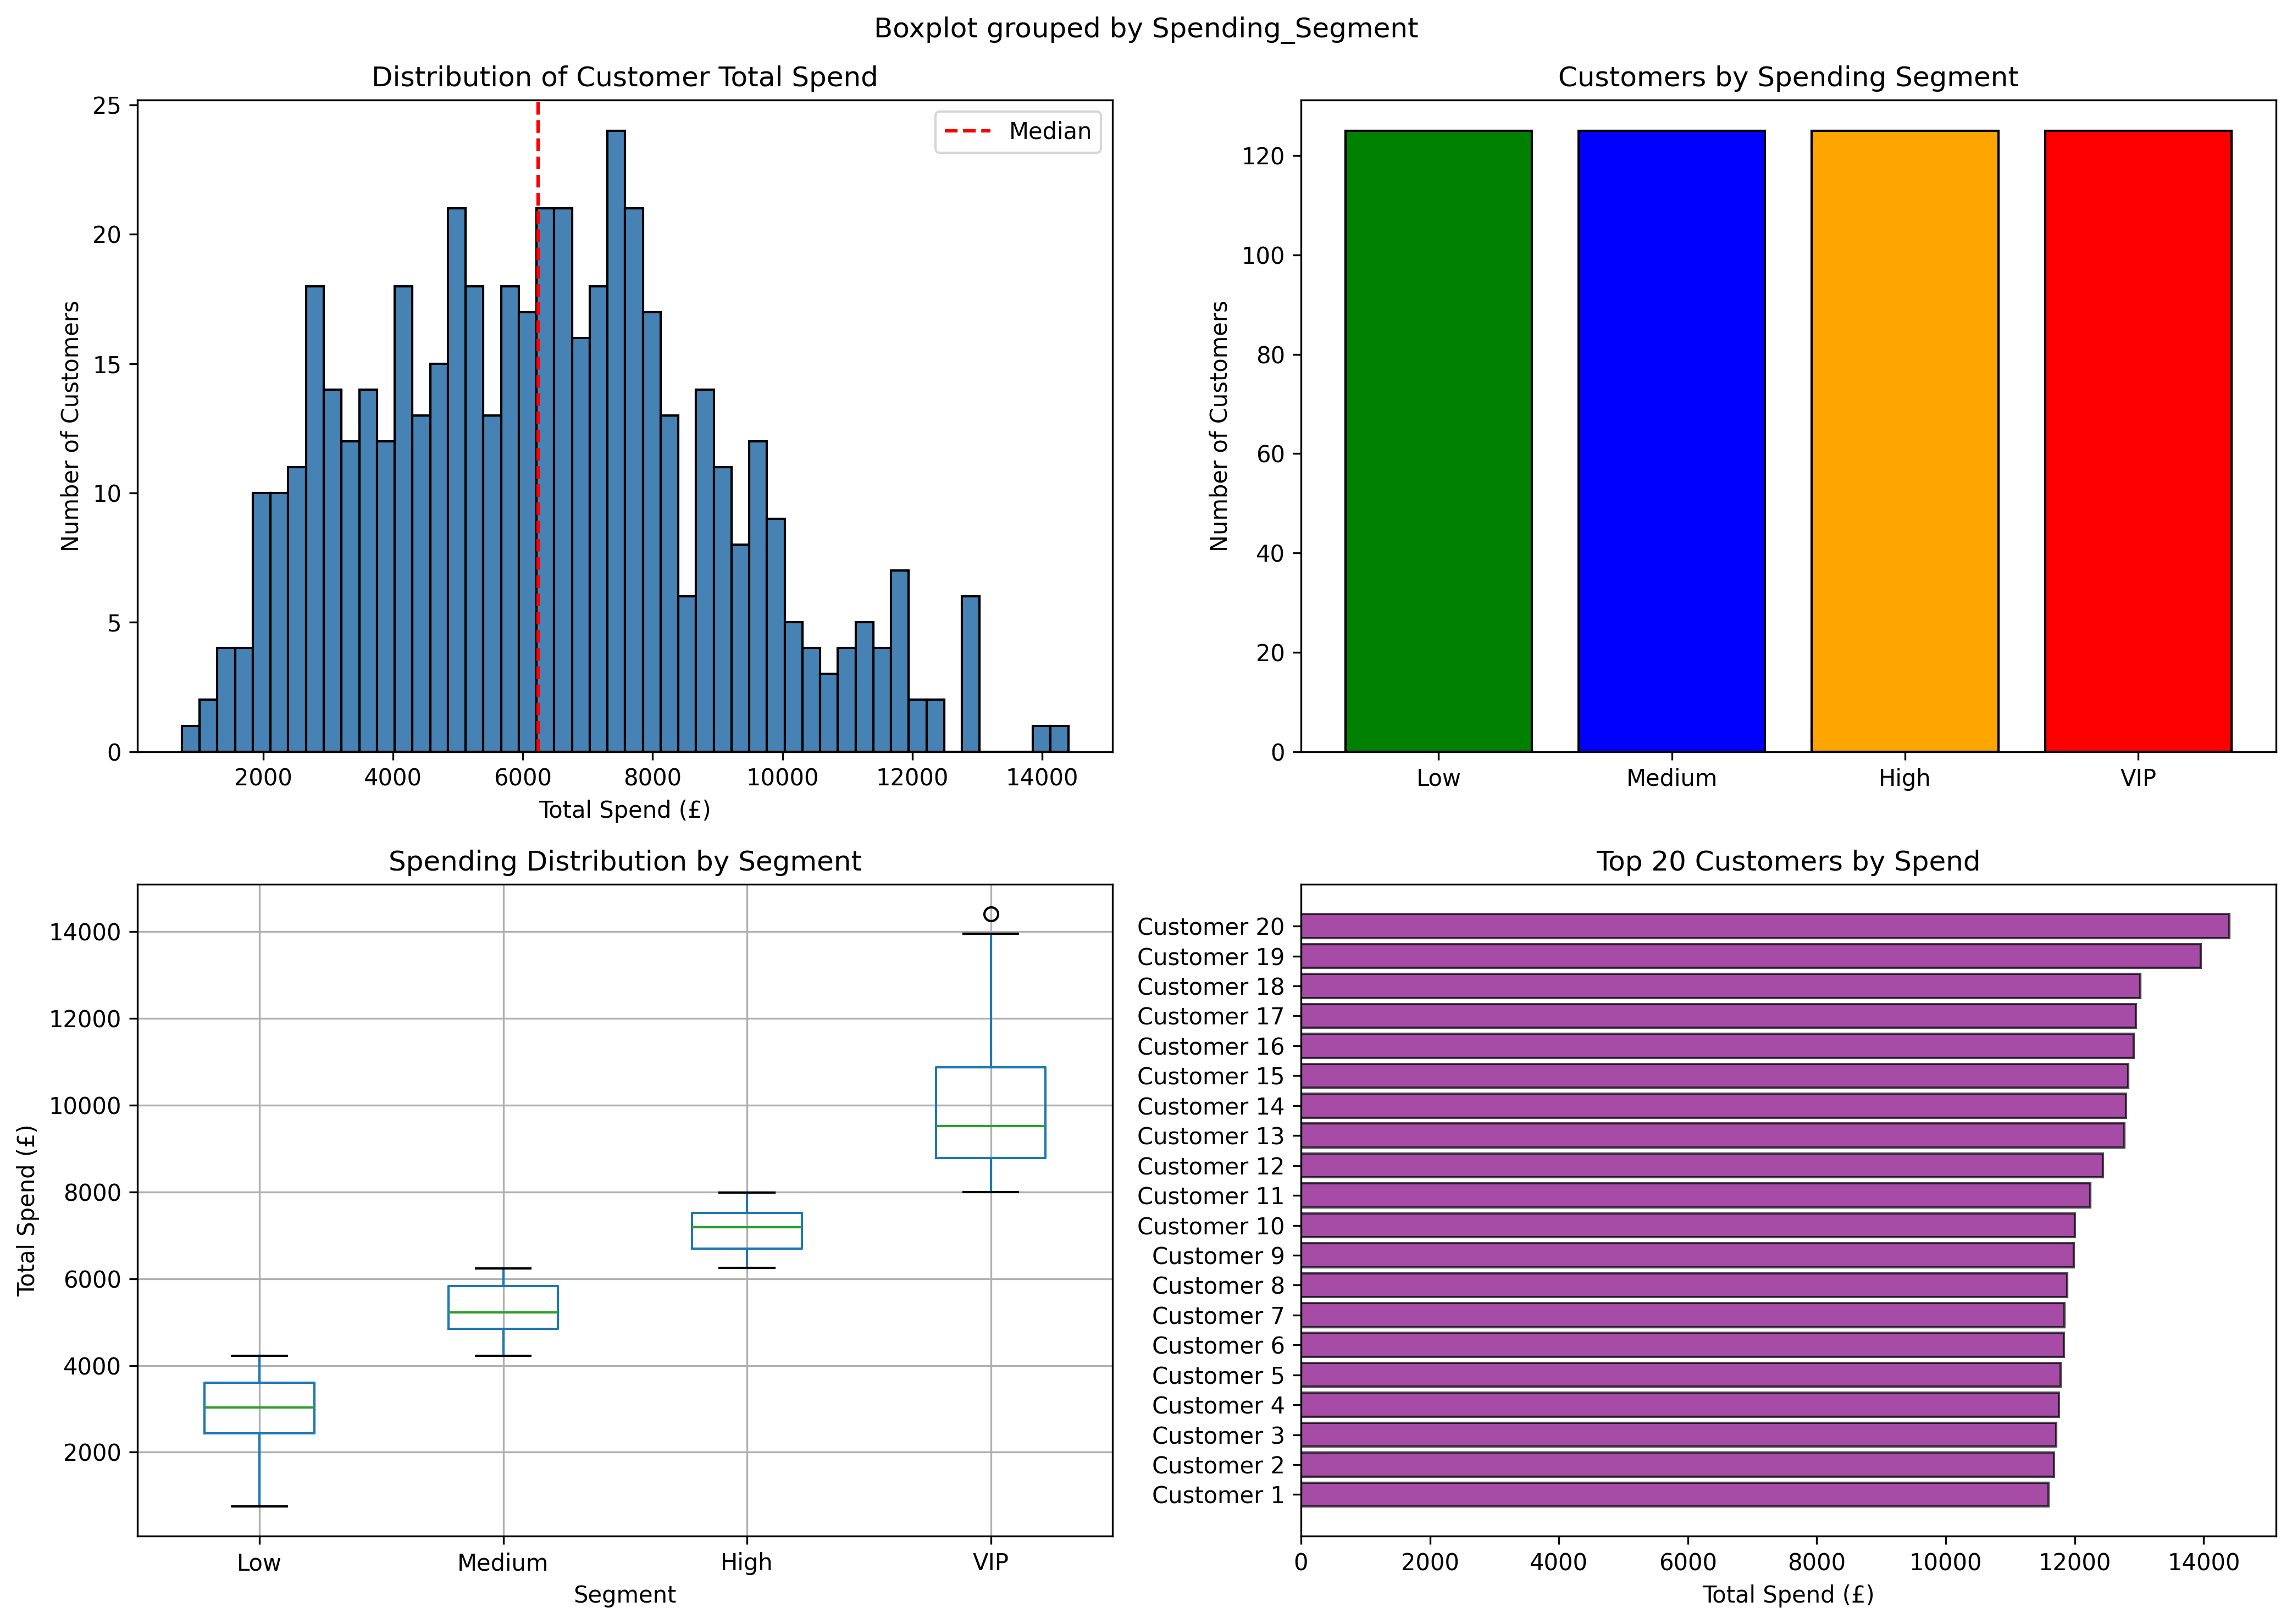 Boxplot grouped by Spending_Segment
Distribution of Customer Total Spend
Number of Customers
25
20
15
10
5
0
Median
2000 4000 6000 8000 10000 12000 14000
Total Spend (£)
Customers by Spending Segment
Number of Customers
120
100
80
60
40
20
0
Low Medium High VIP
Spending Distribution by Segment
Total Spend (£)
14000
12000
10000
8000
6000
4000
2000
Low Medium High VIP
Segment
Top 20 Customers by Spend
Customer 20
Customer 19
Customer 18
Customer 17
Customer 16
Customer 15
Customer 14
Customer 13
Customer 12
Customer 11
Customer 10
Customer 9
Customer 8
Customer 7
Customer 6
Customer 5
Customer 4
Customer 3
Customer 2
Customer 1
0 2000 4000 6000 8000 10000 12000 14000
Total Spend (£)